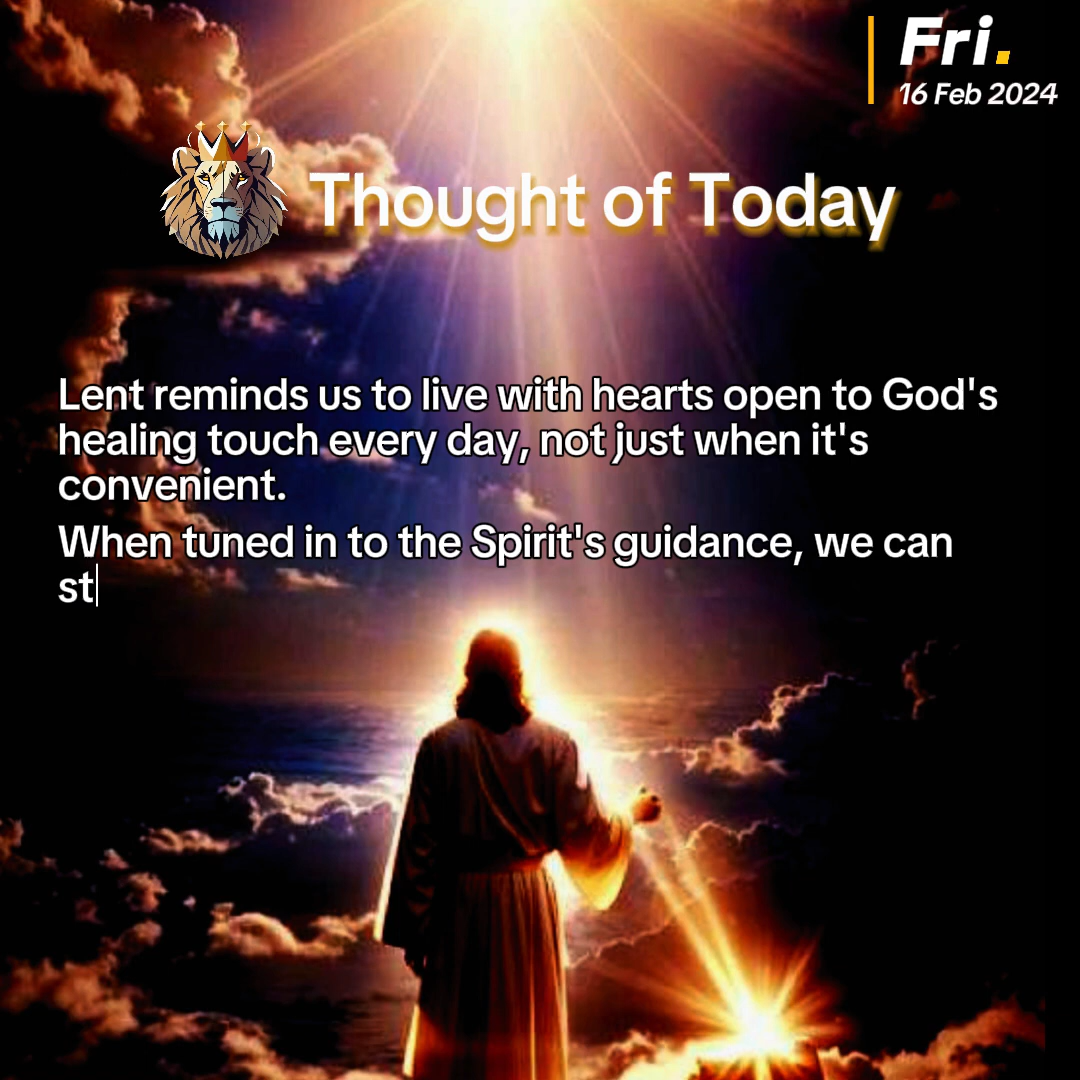 Fri.
16 Feb 2024
Thought of Today
Lent reminds us to live with hearts open to God's
healing touch every day, not just when it's
convenient.
When tuned in to the Spirit's guidance, we can
st